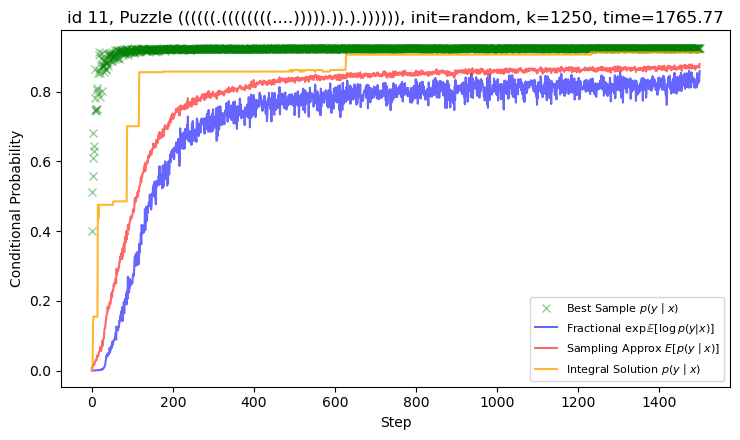 id 11, Puzzle ((((((.((((((((....))))).)).).)))))), init=random, k=1250, time=1765.77
Conditional Probability
0.8
0.6
0.4
0.2
0.0
Best Sample p(y | x)
Fractional exp𝔼[log p(y|x)]
Sampling Approx E[p(y | x)]
Integral Solution p(y | x)
0 200 400 600 800 1000 1200 1400
Step